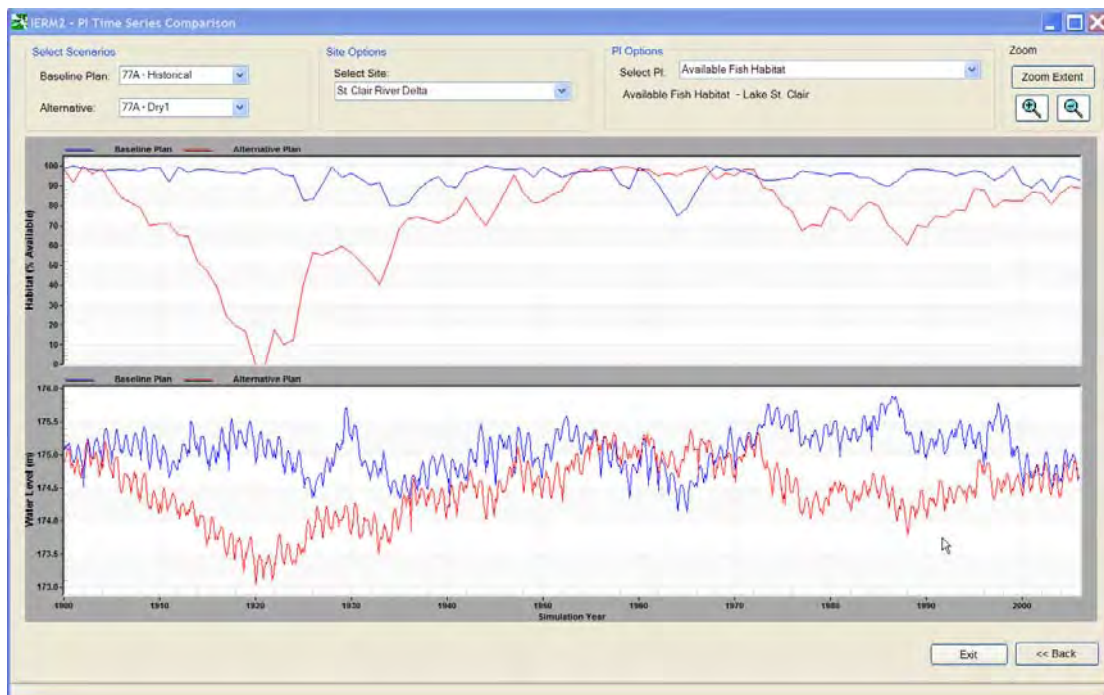 IERM2 - PI Time Series Comparison
Select Scenarios
Baseline Plan: 77A - Historical
Alternative: 77A - Dry1
Site Options
Select Site:
St. Clair River Delta
PI Options
Select PI: Available Fish Habitat
Available Fish Habitat - Lake St. Clair
Zoom
Zoom Extent
Baseline Plan Alternative Plan
Habitat (% Available)
100
90
80
70
60
50
40
30
20
10
0
Baseline Plan Alternative Plan
Water Level (m)
176.0
175.5
175.0
174.5
174.0
173.5
173.0
1900 1910 1920 1930 1940 1950 1960 1970 1980 1990 2000
Simulation Year
Exit << Back